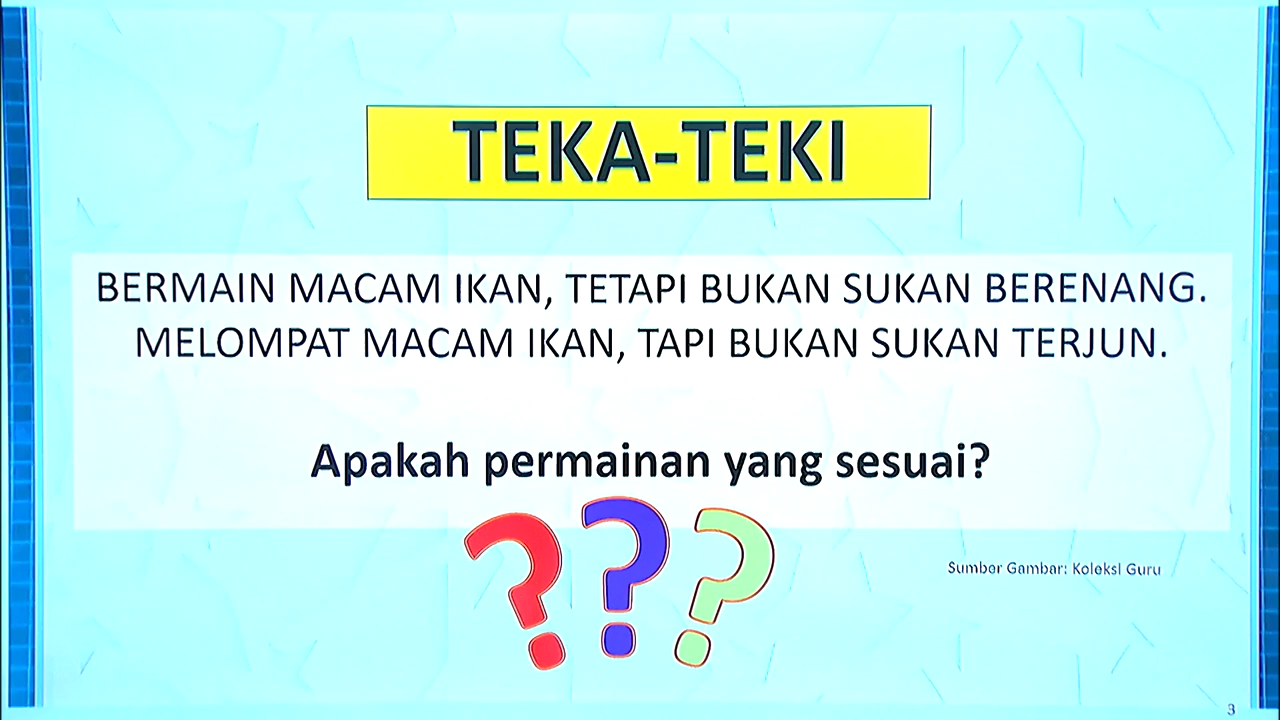 TEKA-TEKI
BERMAIN MACAM IKAN, TETAPI BUKAN SUKAN BERENANG.
MELOMPAT MACAM IKAN, TAPI BUKAN SUKAN TERJUN.
Apakah permainan yang sesuai?
???
Sumber Gambar: Koleksi Guru
3